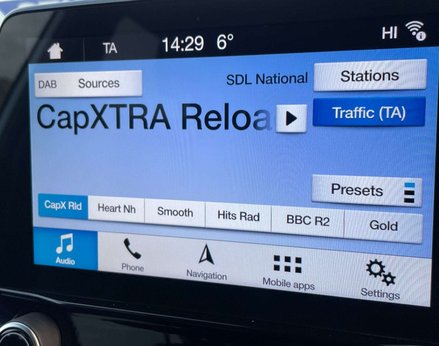 TA 14:29 6° HI
DAB Sources SDL National Stations
CapXTRA Reloa Traffic (TA)
Presets
CapX Rld Heart Nh Smooth Hits Rad BBC R2 Gold
Audio Phone Navigation Mobile apps Settings